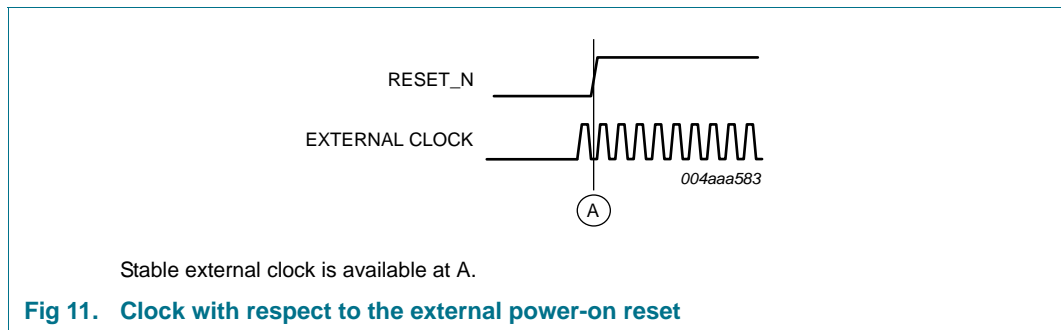 RESET_N
EXTERNAL CLOCK
004aaa583
A
Stable external clock is available at A.
Fig 11. Clock with respect to the external power-on reset